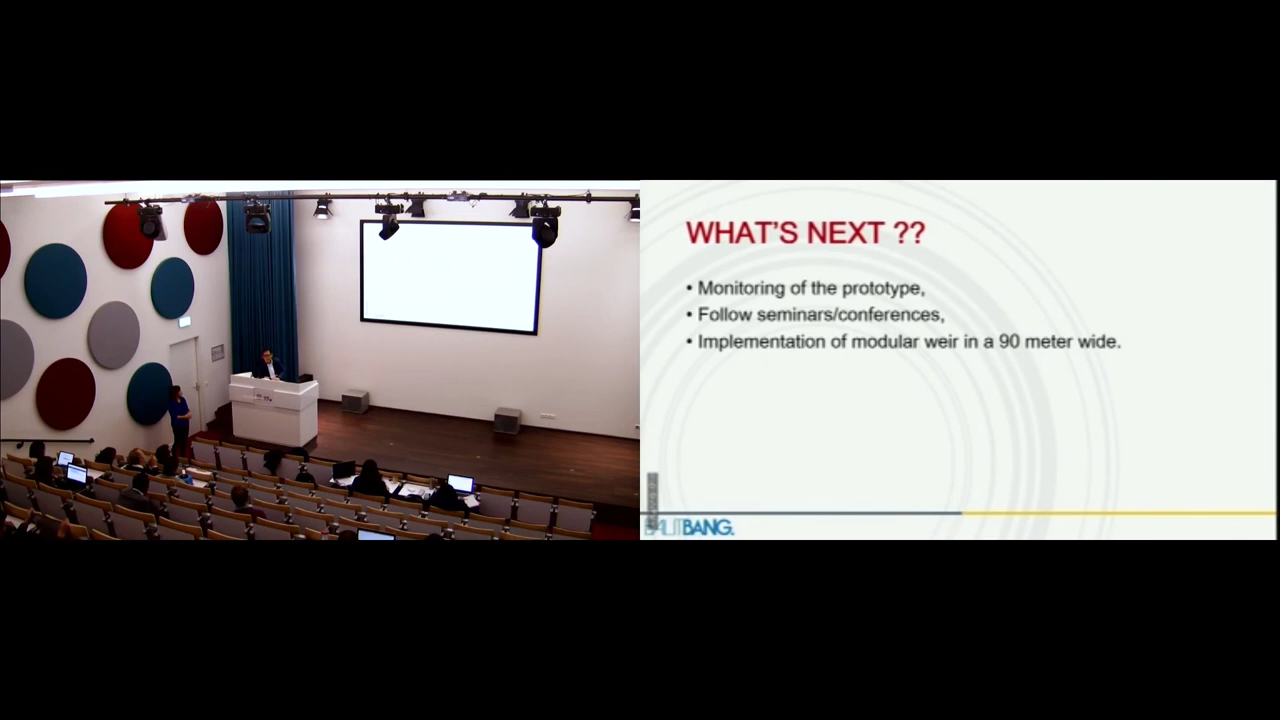 WHAT'S NEXT ??
• Monitoring of the prototype,
• Follow seminars/conferences,
• Implementation of modular weir in a 90 meter wide.
BALITBANG.